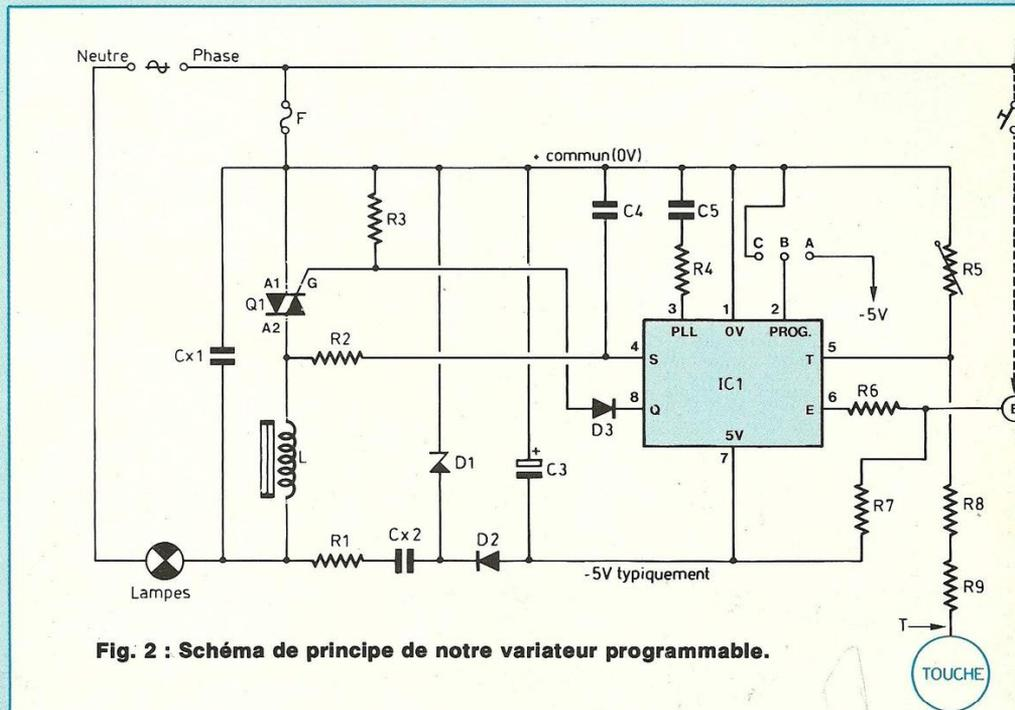 Neutre Phase
F
+ commun (0V)
R3
C4
C5
C B A
R5
R4
-5V
A1 G
Q1
A2
3 1 2
PLL 0V PROG.
R2
4 5
S T
Cx1
IC1
R6
8 6
Q E
D3
5V
7
E
L
D1
+
C3
R7
R8
R1
Cx2
D2
-5V typiquement
R9
Lampes
T
TOUCHE
Fig. 2 : Schéma de principe de notre variateur programmable.